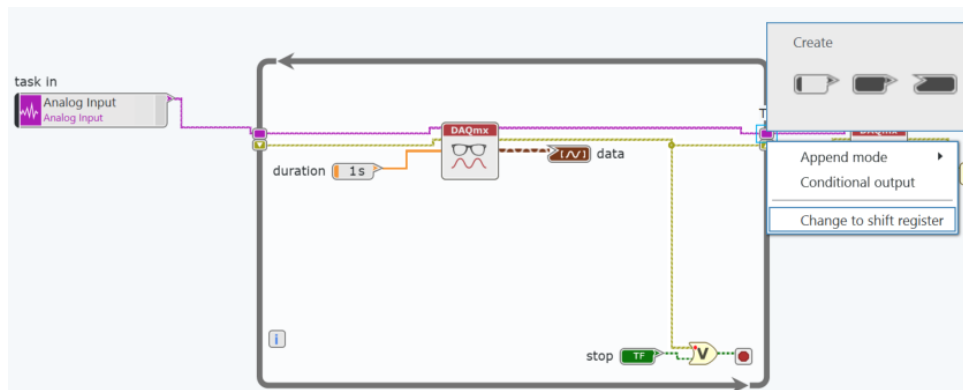 Create
task in
Analog Input
Analog Input
DAQmx
duration
1 s
data
T
Append mode
Conditional output
Change to shift register
i
stop
TF
V